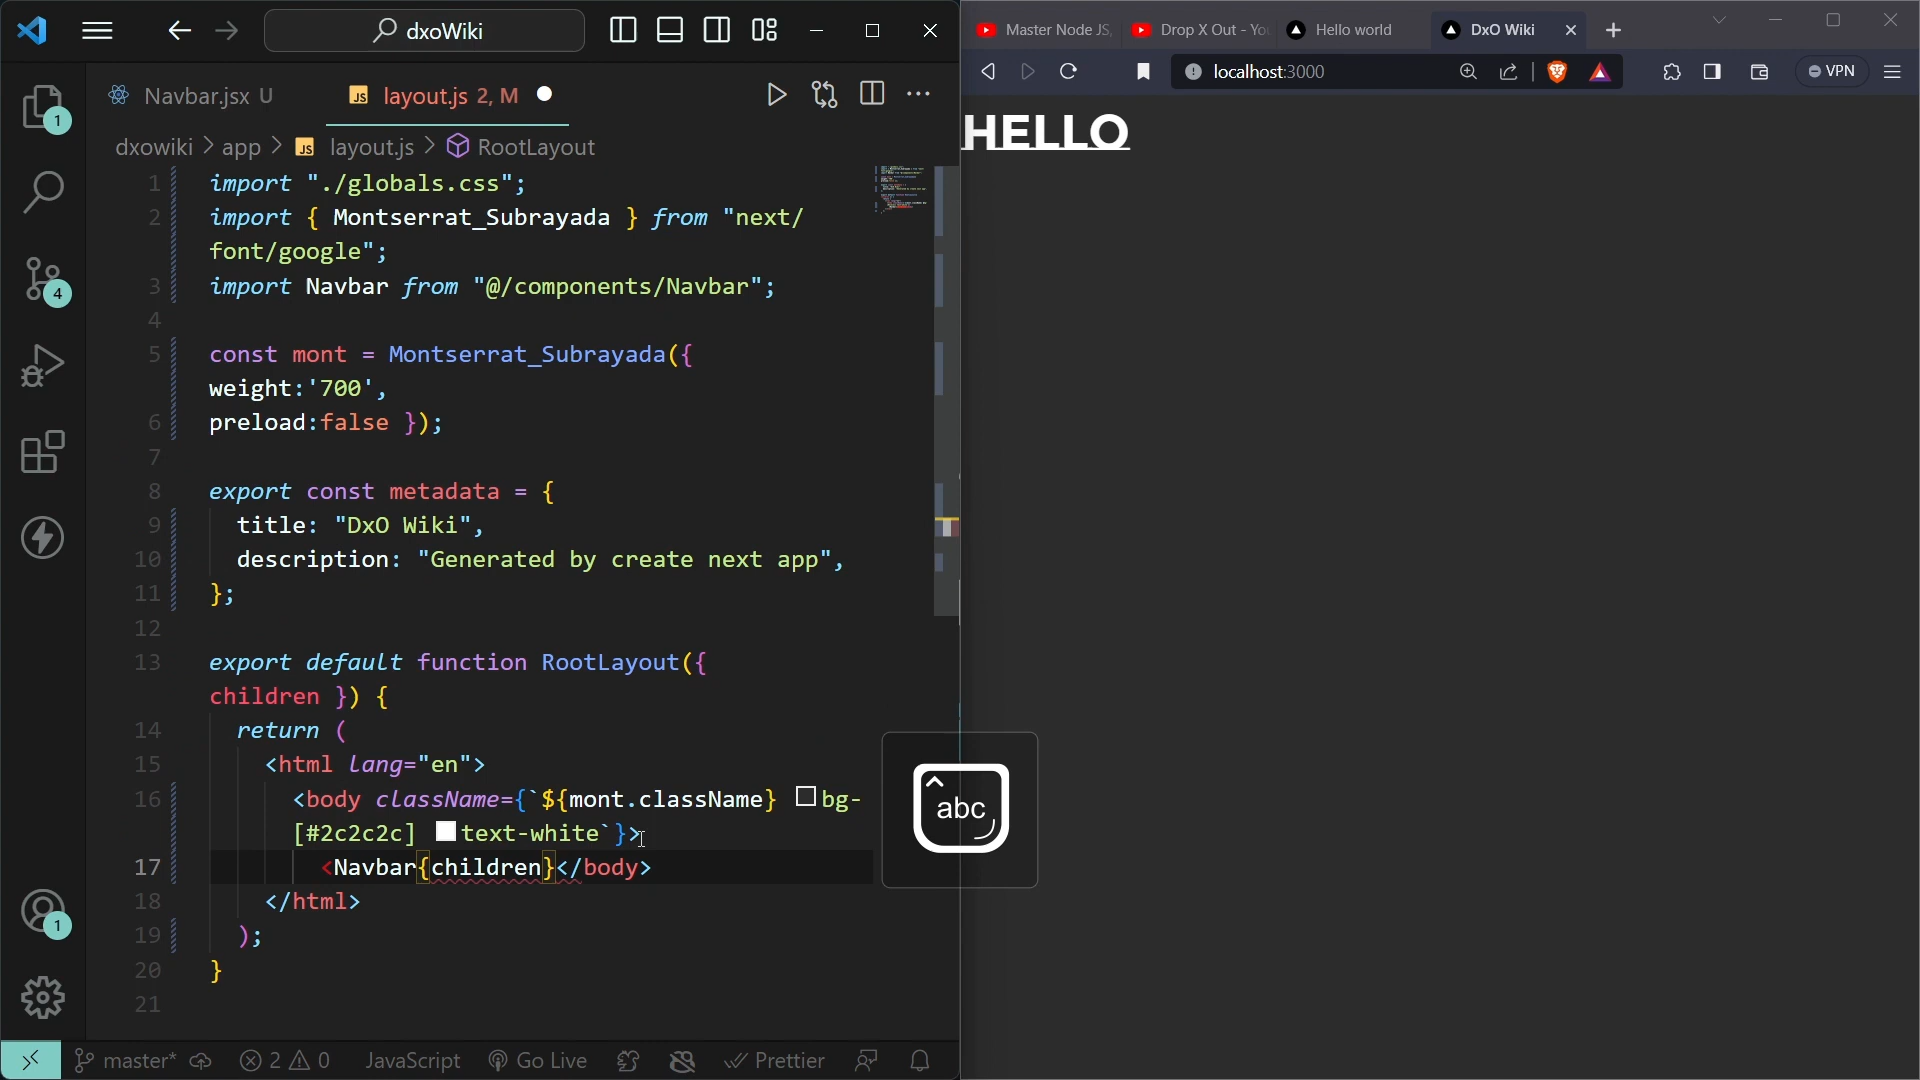 dxoWiki
Master Node JS,
Drop X Out - Yo
Hello world
DxO Wiki
localhost:3000
VPN
Navbar.jsx U
layout.js 2, M
dxowiki > app > JS layout.js > RootLayout
1 import "./globals.css";
2 import { Montserrat_Subrayada } from "next/
font/google";
3 import Navbar from "@/components/Navbar";
4
5 const mont = Montserrat_Subrayada({
weight:'700',
6 preload:false });
7
8 export const metadata = {
9 title: "DxO Wiki",
10 description: "Generated by create next app",
11 };
12
13 export default function RootLayout({
children }) {
14 return (
15 <html lang="en">
16 <body className={`${mont.className} bg-
[#2c2c2c] text-white`}>
17 <Navbar{children}</body>
18 </html>
19 );
20 }
21
1
4
1
HELLO
abc
master*
2 0
JavaScript
Go Live
Prettier